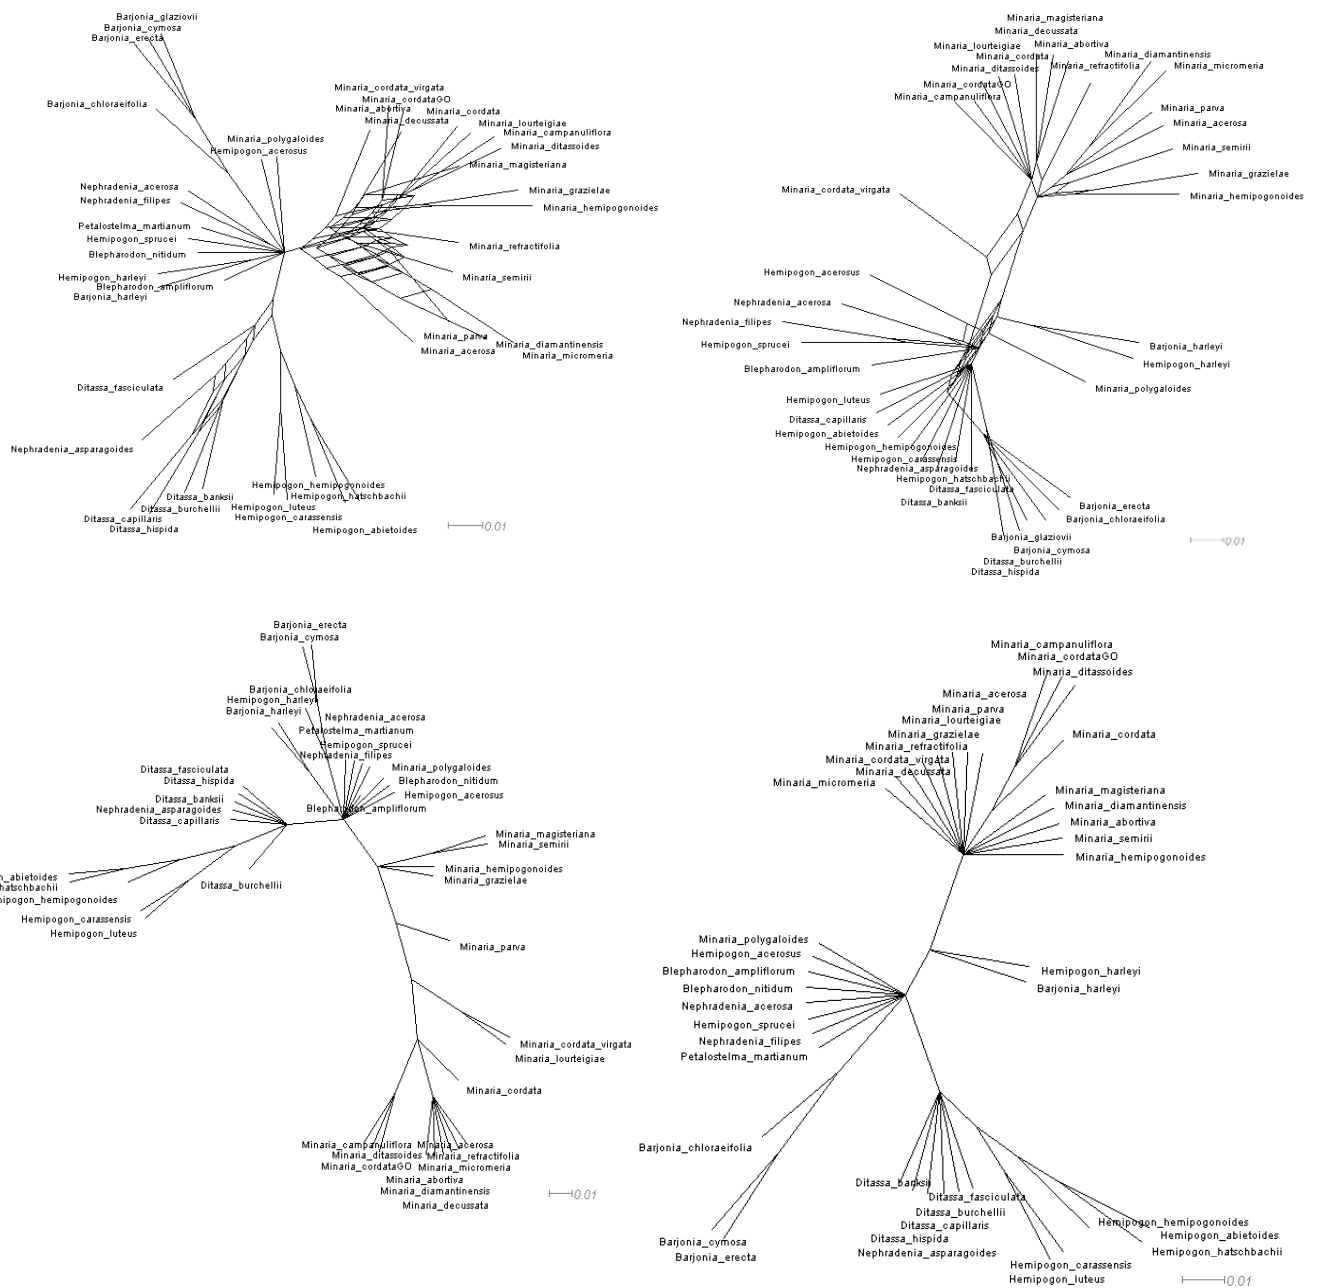 Barjonia_glaziovii
Barjonia_cymosa
Barjonia_erecta
Barjonia_chloraeifolia
Minaria_polygaloides
Hemipogon_acerosus
Nephradenia_acerosa
Nephradenia_filipes
Petalostelma_martianum
Hemipogon_sprucei
Blepharodon_nitidum
Hemipogon_harleyi
Blepharodon_ampliflorum
Barjonia_harleyi
Minaria_cordata_virgata
Minaria_cordataGO
Minaria_abortiva
Minaria_cordata
Minaria_decussata
Minaria_lourteigiae
Minaria_campanuliflora
Minaria_ditassoides
Minaria_magisteriana
Minaria_grazielae
Minaria_hemipogonoides
Minaria_refractifolia
Minaria_semirii
Minaria_parva
Minaria_diamantinensis
Minaria_acerosa
Minaria_micromeria
Ditassa_fasciculata
Nephradenia_asparagoides
Ditassa_banksii
Ditassa_burchellii
Ditassa_capillaris
Ditassa_hispida
Hemipogon_hemipogonoides
Hemipogon_hatschbachii
Hemipogon_luteus
Hemipogon_carassensis
Hemipogon_abietoides
0.01
Minaria_magisteriana
Minaria_decussata
Minaria_lourteigiae
Minaria_abortiva
Minaria_cordata
Minaria_diamantinensis
Minaria_ditassoides
Minaria_refractifolia
Minaria_micromeria
Minaria_cordataGO
Minaria_campanuliflora
Minaria_parva
Minaria_acerosa
Minaria_semirii
Minaria_grazielae
Minaria_cordata_virgata
Minaria_hemipogonoides
Hemipogon_acerosus
Nephradenia_acerosa
Nephradenia_filipes
Hemipogon_sprucei
Barjonia_harleyi
Hemipogon_harleyi
Blepharodon_ampliflorum
Minaria_polygaloides
Hemipogon_luteus
Ditassa_capillaris
Hemipogon_abietoides
Hemipogon_hemipogonoides
Hemipogon_carassensis
Nephradenia_asparagoides
Hemipogon_hatschbachii
Ditassa_fasciculata
Ditassa_banksii
Barjonia_erecta
Barjonia_chloraeifolia
Barjonia_glaziovii
Barjonia_cymosa
Ditassa_burchellii
Ditassa_hispida
0.01
Barjonia_erecta
Barjonia_cymosa
Barjonia_chloraeifolia
Hemipogon_harleyi
Barjonia_harleyi
Nephradenia_acerosa
Petalostelma_martianum
Hemipogon_sprucei
Nephradenia_filipes
Minaria_polygaloides
Blepharodon_nitidum
Hemipogon_acerosus
Blepharodon_ampliflorum
Ditassa_fasciculata
Ditassa_hispida
Ditassa_banksii
Nephradenia_asparagoides
Ditassa_capillaris
Minaria_magisteriana
Minaria_semirii
Minaria_hemipogonoides
Minaria_grazielae
n_abietoides
hatschbachii
Ditassa_burchellii
ipogon_hemipogonoides
Hemipogon_carassensis
Hemipogon_luteus
Minaria_parva
Minaria_cordata_virgata
Minaria_lourteigiae
Minaria_cordata
Minaria_campanuliflora
Minaria_acerosa
Minaria_ditassoides
Minaria_refractifolia
Minaria_cordataGO
Minaria_micromeria
Minaria_abortiva
Minaria_diamantinensis
Minaria_decussata
0.01
Minaria_campanuliflora
Minaria_cordataGO
Minaria_ditassoides
Minaria_acerosa
Minaria_parva
Minaria_lourteigiae
Minaria_grazielae
Minaria_refractifolia
Minaria_cordata_virgata
Minaria_decussata
Minaria_micromeria
Minaria_cordata
Minaria_magisteriana
Minaria_diamantinensis
Minaria_abortiva
Minaria_semirii
Minaria_hemipogonoides
Minaria_polygaloides
Hemipogon_acerosus
Blepharodon_ampliflorum
Blepharodon_nitidum
Nephradenia_acerosa
Hemipogon_sprucei
Nephradenia_filipes
Petalostelma_martianum
Hemipogon_harleyi
Barjonia_harleyi
Barjonia_chloraeifolia
Barjonia_cymosa
Barjonia_erecta
Ditassa_banksii
Ditassa_fasciculata
Ditassa_burchellii
Ditassa_capillaris
Ditassa_hispida
Nephradenia_asparagoides
Hemipogon_hemipogonoides
Hemipogon_abietoides
Hemipogon_hatschbachii
Hemipogon_carassensis
Hemipogon_luteus
0.01